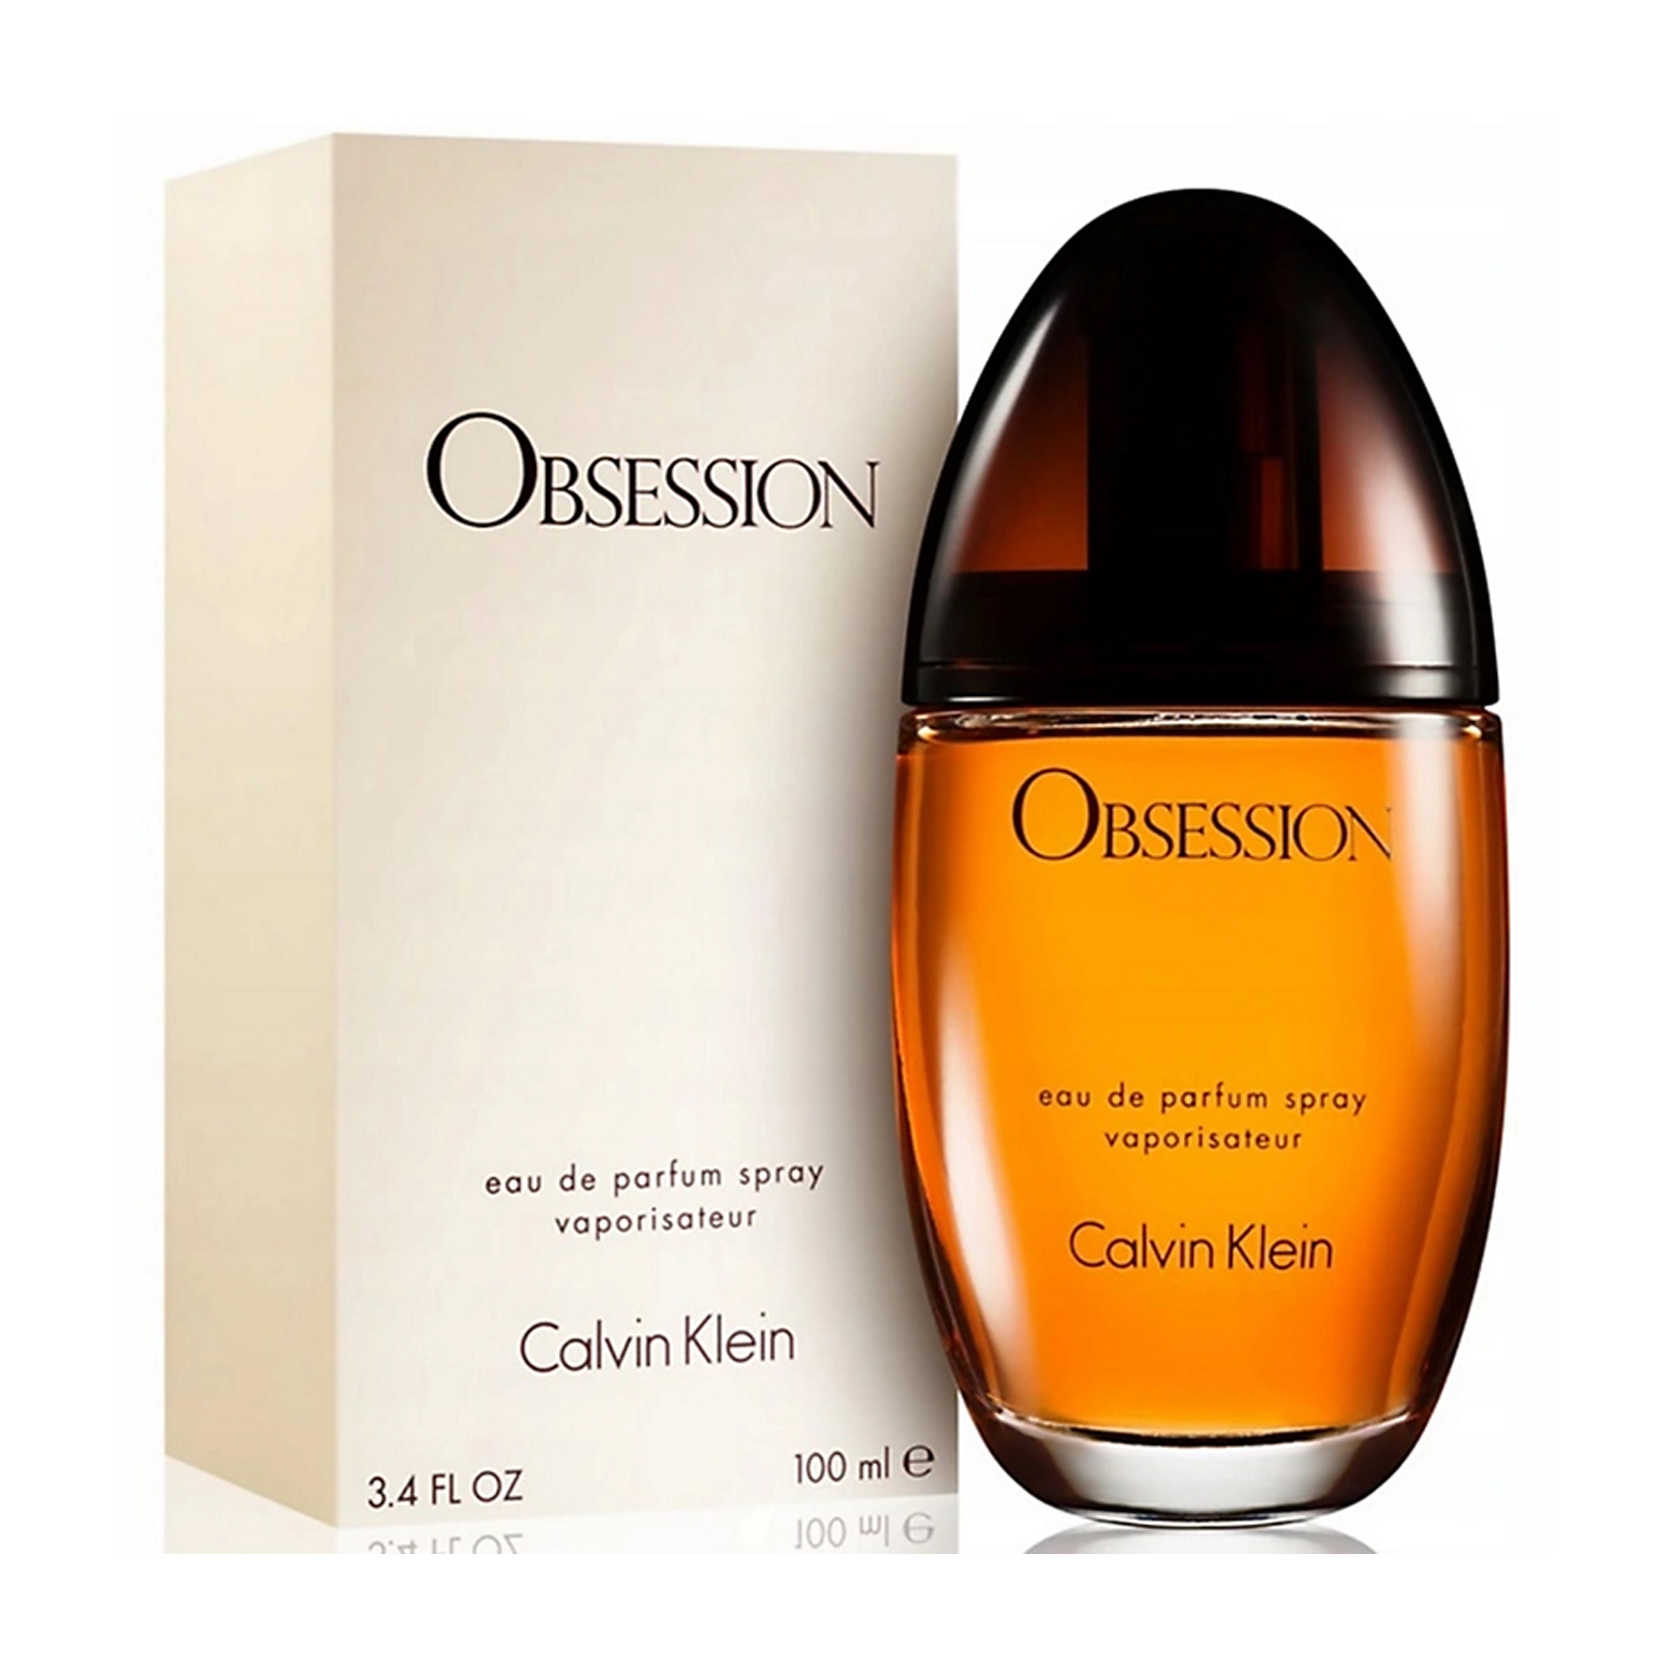 OBSESSION
eau de parfum spray
vaporisateur
Calvin Klein
3.4 FL OZ
100 ml ℮
OBSESSION
eau de parfum spray
vaporisateur
Calvin Klein